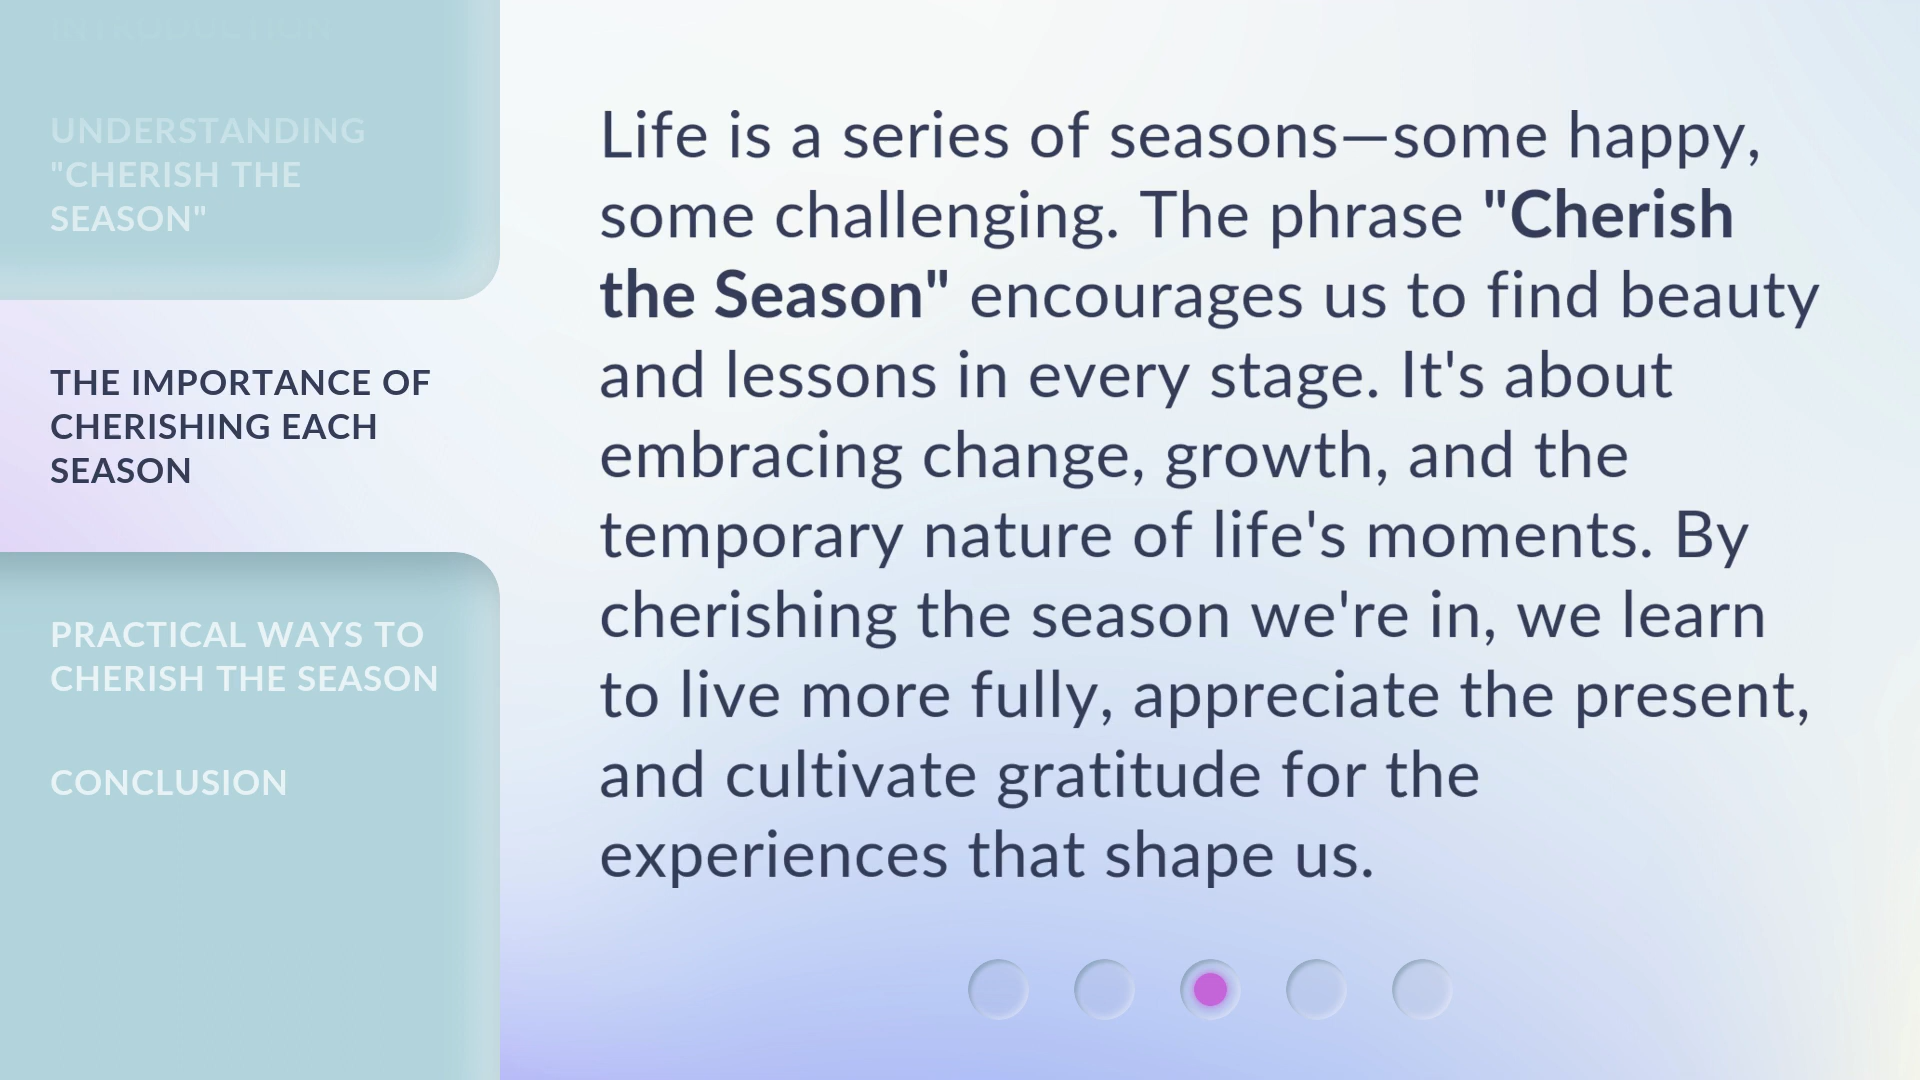 INTRODUCTION
UNDERSTANDING
"CHERISH THE
SEASON"
THE IMPORTANCE OF
CHERISHING EACH
SEASON
PRACTICAL WAYS TO
CHERISH THE SEASON
CONCLUSION
Life is a series of seasons—some happy,
some challenging. The phrase "Cherish
the Season" encourages us to find beauty
and lessons in every stage. It's about
embracing change, growth, and the
temporary nature of life's moments. By
cherishing the season we're in, we learn
to live more fully, appreciate the present,
and cultivate gratitude for the
experiences that shape us.